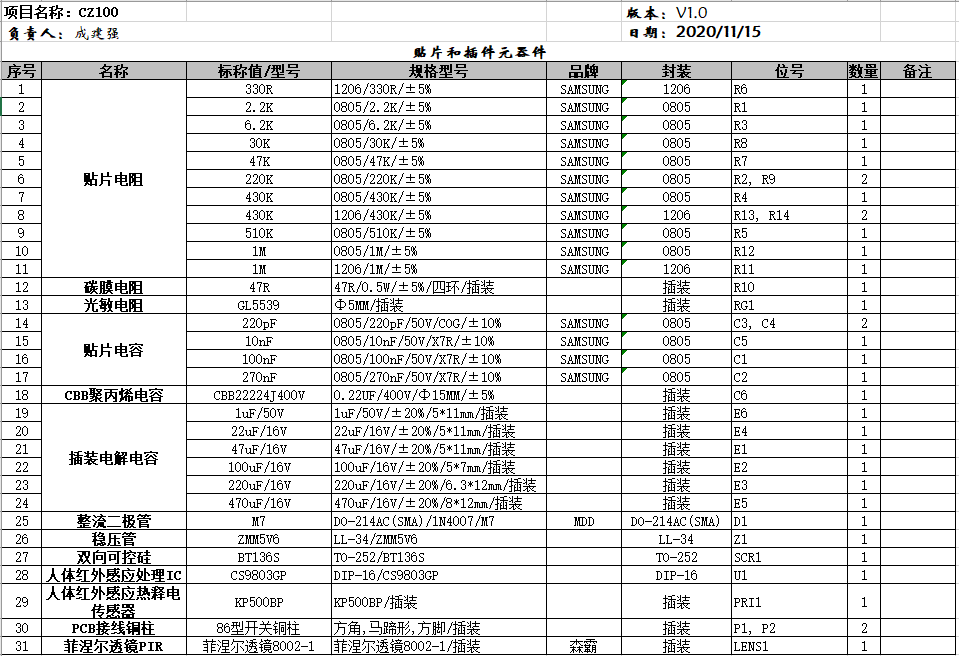 项目名称: CZ100 版本: V1.0
负责人: 成建强 日期: 2020/11/15
贴片和插件元器件
序号 名称 标称值/型号 规格型号 品牌 封装 位号 数量 备注
1 贴片电阻 330R 1206/330R/±5% SAMSUNG 1206 R6 1
2 2.2K 0805/2.2K/±5% SAMSUNG 0805 R1 1
3 6.2K 0805/6.2K/±5% SAMSUNG 0805 R3 1
4 30K 0805/30K/±5% SAMSUNG 0805 R8 1
5 47K 0805/47K/±5% SAMSUNG 0805 R7 1
6 220K 0805/220K/±5% SAMSUNG 0805 R2, R9 2
7 430K 0805/430K/±5% SAMSUNG 0805 R4 1
8 430K 1206/430K/±5% SAMSUNG 1206 R13, R14 2
9 510K 0805/510K/±5% SAMSUNG 0805 R5 1
10 1M 0805/1M/±5% SAMSUNG 0805 R12 1
11 1M 1206/1M/±5% SAMSUNG 1206 R11 1
12 碳膜电阻 47R 47R/0.5W/±5%/四环/插装 插装 R10 1
13 光敏电阻 GL5539 Φ5MM/插装 插装 RG1 1
14 贴片电容 220pF 0805/220pF/50V/COG/±10% SAMSUNG 0805 C3, C4 2
15 10nF 0805/10nF/50V/X7R/±10% SAMSUNG 0805 C5 1
16 100nF 0805/100nF/50V/X7R/±10% SAMSUNG 0805 C1 1
17 270nF 0805/270nF/50V/X7R/±10% SAMSUNG 0805 C2 1
18 CBB聚丙烯电容 CBB22224J400V 0.22UF/400V/Φ15MM/±5% 插装 C6 1
19 插装电解电容 1uF/50V 1uF/50V/±20%/5*11mm/插装 插装 E6 1
20 22uF/16V 22uF/16V/±20%/5*11mm/插装 插装 E4 1
21 47uF/16V 47uF/16V/±20%/5*11mm/插装 插装 E1 1
22 100uF/16V 100uF/16V/±20%/5*7mm/插装 插装 E2 1
23 220uF/16V 220uF/16V/±20%/6.3*12mm/插装 插装 E3 1
24 470uF/16V 470uF/16V/±20%/8*12mm/插装 插装 E5 1
25 整流二极管 M7 DO-214AC(SMA)/1N4007/M7 MDD DO-214AC(SMA) D1 1
26 稳压管 ZMM5V6 LL-34/ZMM5V6 LL-34 Z1 1
27 双向可控硅 BT136S TO-252/BT136S TO-252 SCR1 1
28 人体红外感应处理IC CS9803GP DIP-16/CS9803GP DIP-16 U1 1
29 人体红外感应热释电传感器 KP500BP KP500BP/插装 插装 PRI1 1
30 PCB接线铜柱 86型开关铜柱 方角,马蹄形,方脚/插装 插装 P1, P2 2
31 菲涅尔透镜PIR 菲涅尔透镜8002-1 菲涅尔透镜8002-1/插装 森霸 插装 LENS1 1